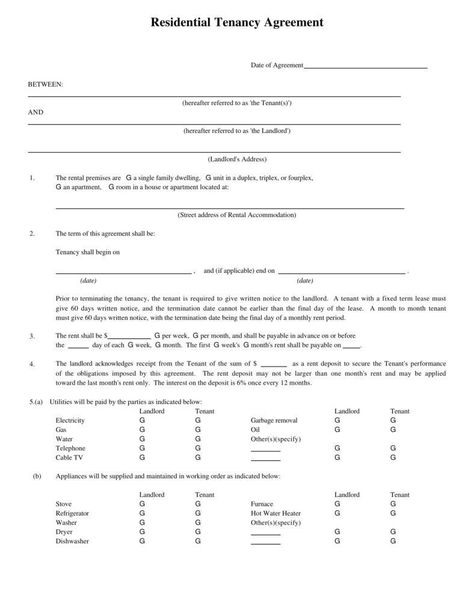 Residential Tenancy Agreement
Date of Agreement
BETWEEN:
(hereafter referred to as 'the Tenant(s)')
AND
(hereafter referred to as 'the Landlord')
(Landlord's Address)
1. The rental premises are G a single family dwelling, G unit in a duplex, triplex, or fourplex,
G an apartment, G room in a house or apartment located at:
(Street address of Rental Accommodation)
2. The term of this agreement shall be:
Tenancy shall begin on
, and (if applicable) end on .
(date) (date)
Prior to terminating the tenancy, the tenant is required to give written notice to the landlord. A tenant with a fixed term lease must
give 60 days written notice, and the termination date cannot be earlier than the final day of the lease. A month to month tenant
must give 60 days written notice, with the termination date being the final day of a monthly rental period.
3. The rent shall be $ G per week, G per month, and shall be payable in advance on or before
the day of each G week, G month. The first G week's G month's rent shall be payable on .
4. The landlord acknowledges receipt from the Tenant of the sum of $ as a rent deposit to secure the Tenant's performance
of the obligations imposed by this agreement. The rent deposit may not be larger than one month's rent and may be applied
toward the last month's rent only. The interest on the deposit is 6% once every 12 months.
5.(a) Utilities will be paid by the parties as indicated below:
Landlord Tenant Landlord Tenant
Electricity G G Garbage removal G G
Gas G G Oil G G
Water G G Other(s)(specify)
Telephone G G G G
Cable TV G G G G
(b) Appliances will be supplied and maintained in working order as indicated below:
Landlord Tenant Landlord Tenant
Stove G G Furnace G G
Refrigerator G G Hot Water Heater G G
Washer G G Other(s)(specify)
Dryer G G G G
Dishwasher G G G G